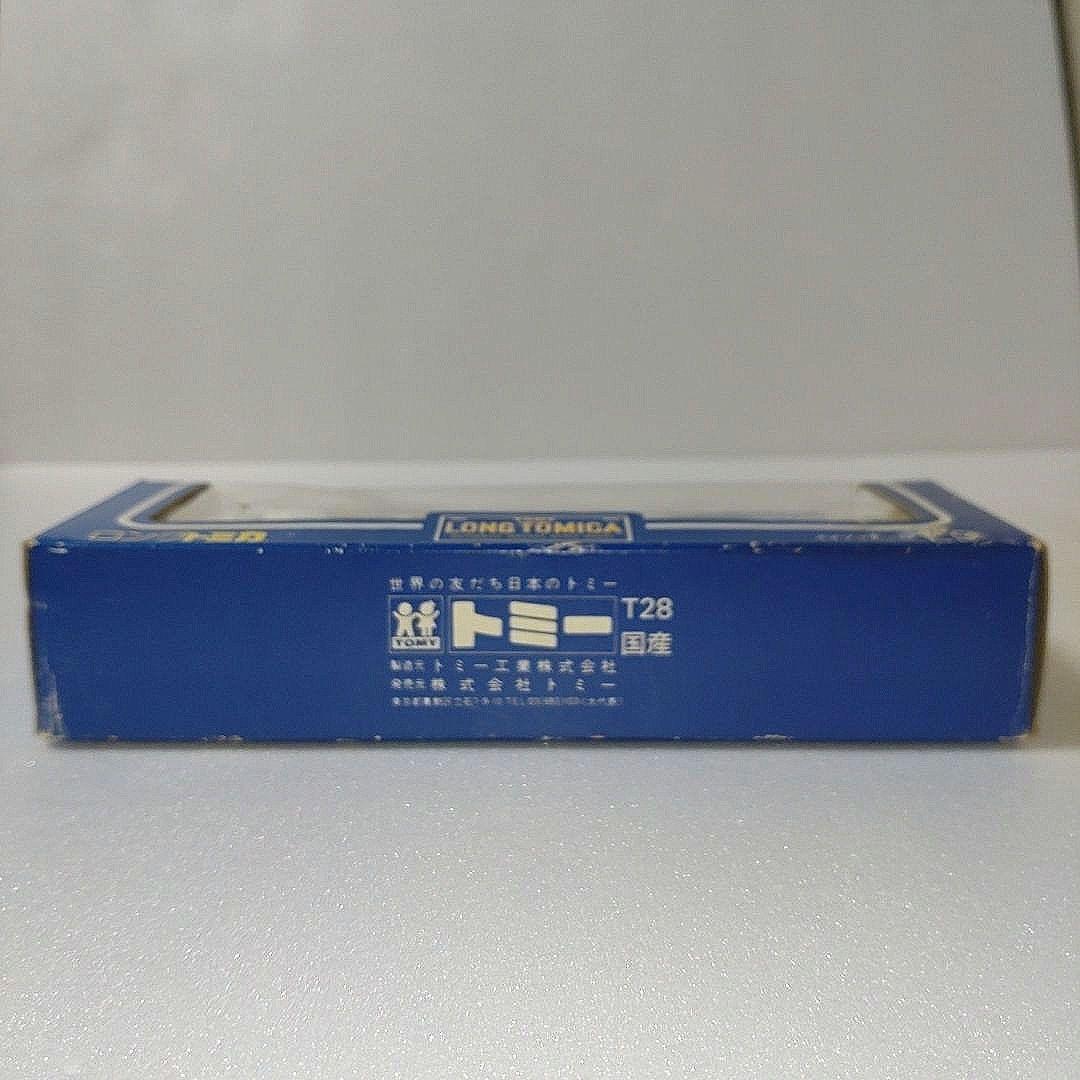 LONG TOMICA
ロングトミカ
世界の友だち日本のトミー
TOMY
トミー
T28
国産
製造元 トミー工業株式会社
発売元 株式会社トミー